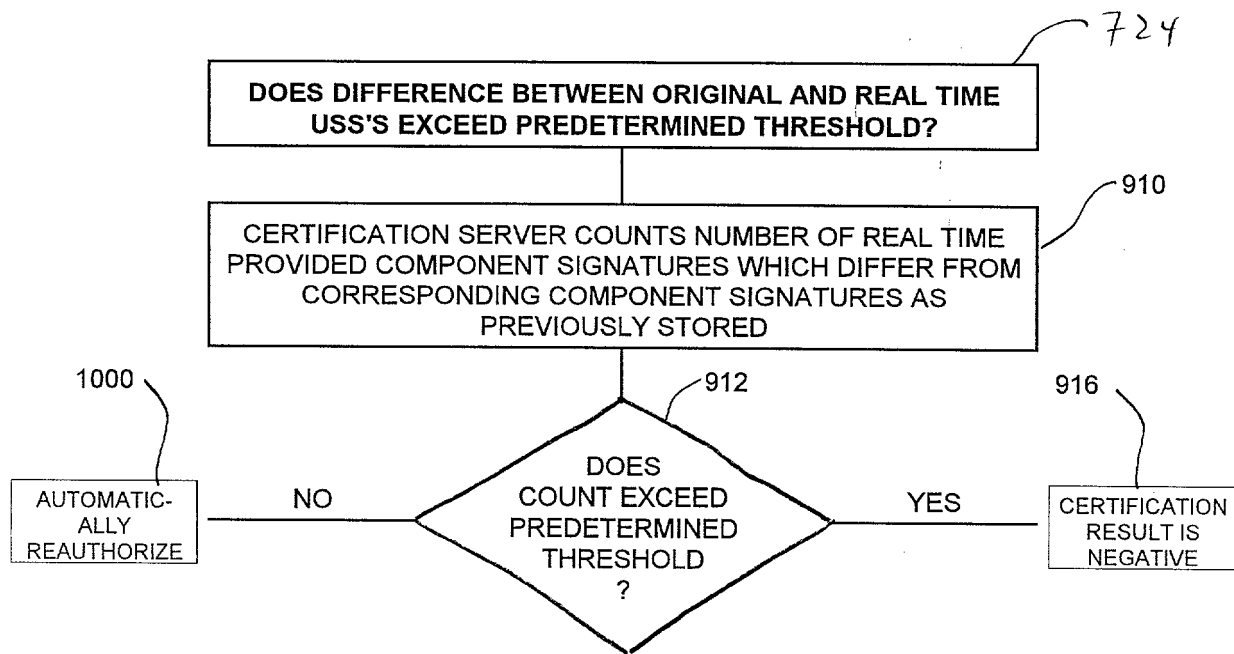 724
DOES DIFFERENCE BETWEEN ORIGINAL AND REAL TIME
USS'S EXCEED PREDETERMINED THRESHOLD?
910
CERTIFICATION SERVER COUNTS NUMBER OF REAL TIME
PROVIDED COMPONENT SIGNATURES WHICH DIFFER FROM
CORRESPONDING COMPONENT SIGNATURES AS
PREVIOUSLY STORED
1000
912
916
DOES
COUNT EXCEED
PREDETERMINED
THRESHOLD
?
NO
YES
AUTOMATIC-
ALLY
REAUTHORIZE
CERTIFICATION
RESULT IS
NEGATIVE